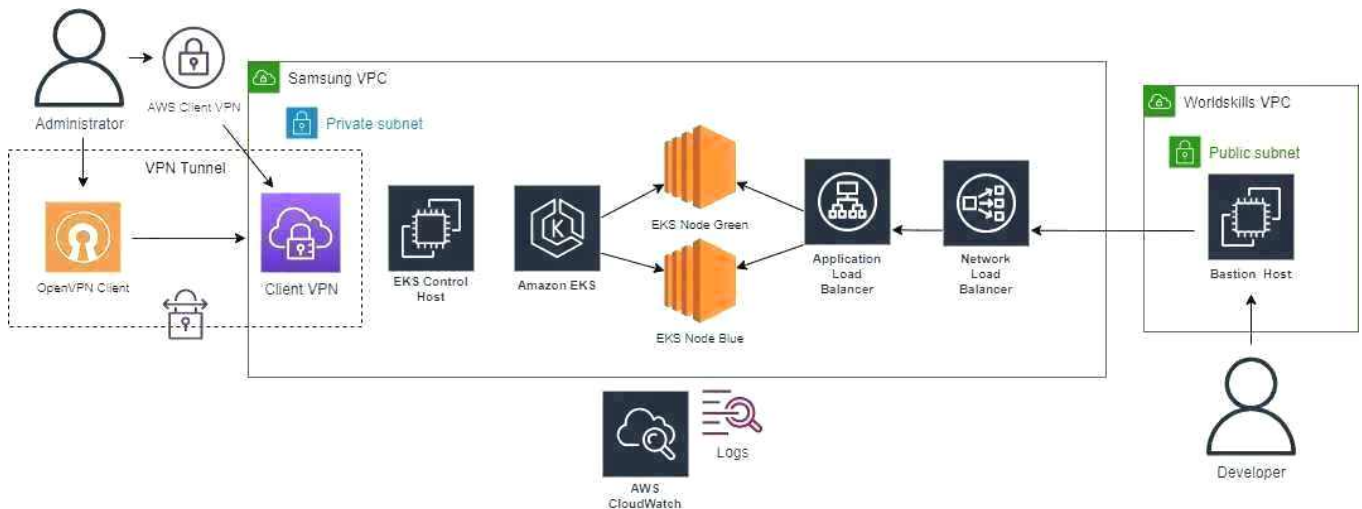 Administrator
AWS Client VPN
VPN Tunnel
OpenVPN Client
Client VPN
Samsung VPC
Private subnet
EKS Control
Host
Amazon EKS
EKS Node Green
EKS Node Blue
Application
Load
Balancer
Network
Load
Balancer
Worldskills VPC
Public subnet
Bastion Host
Developer
AWS
CloudWatch
Logs